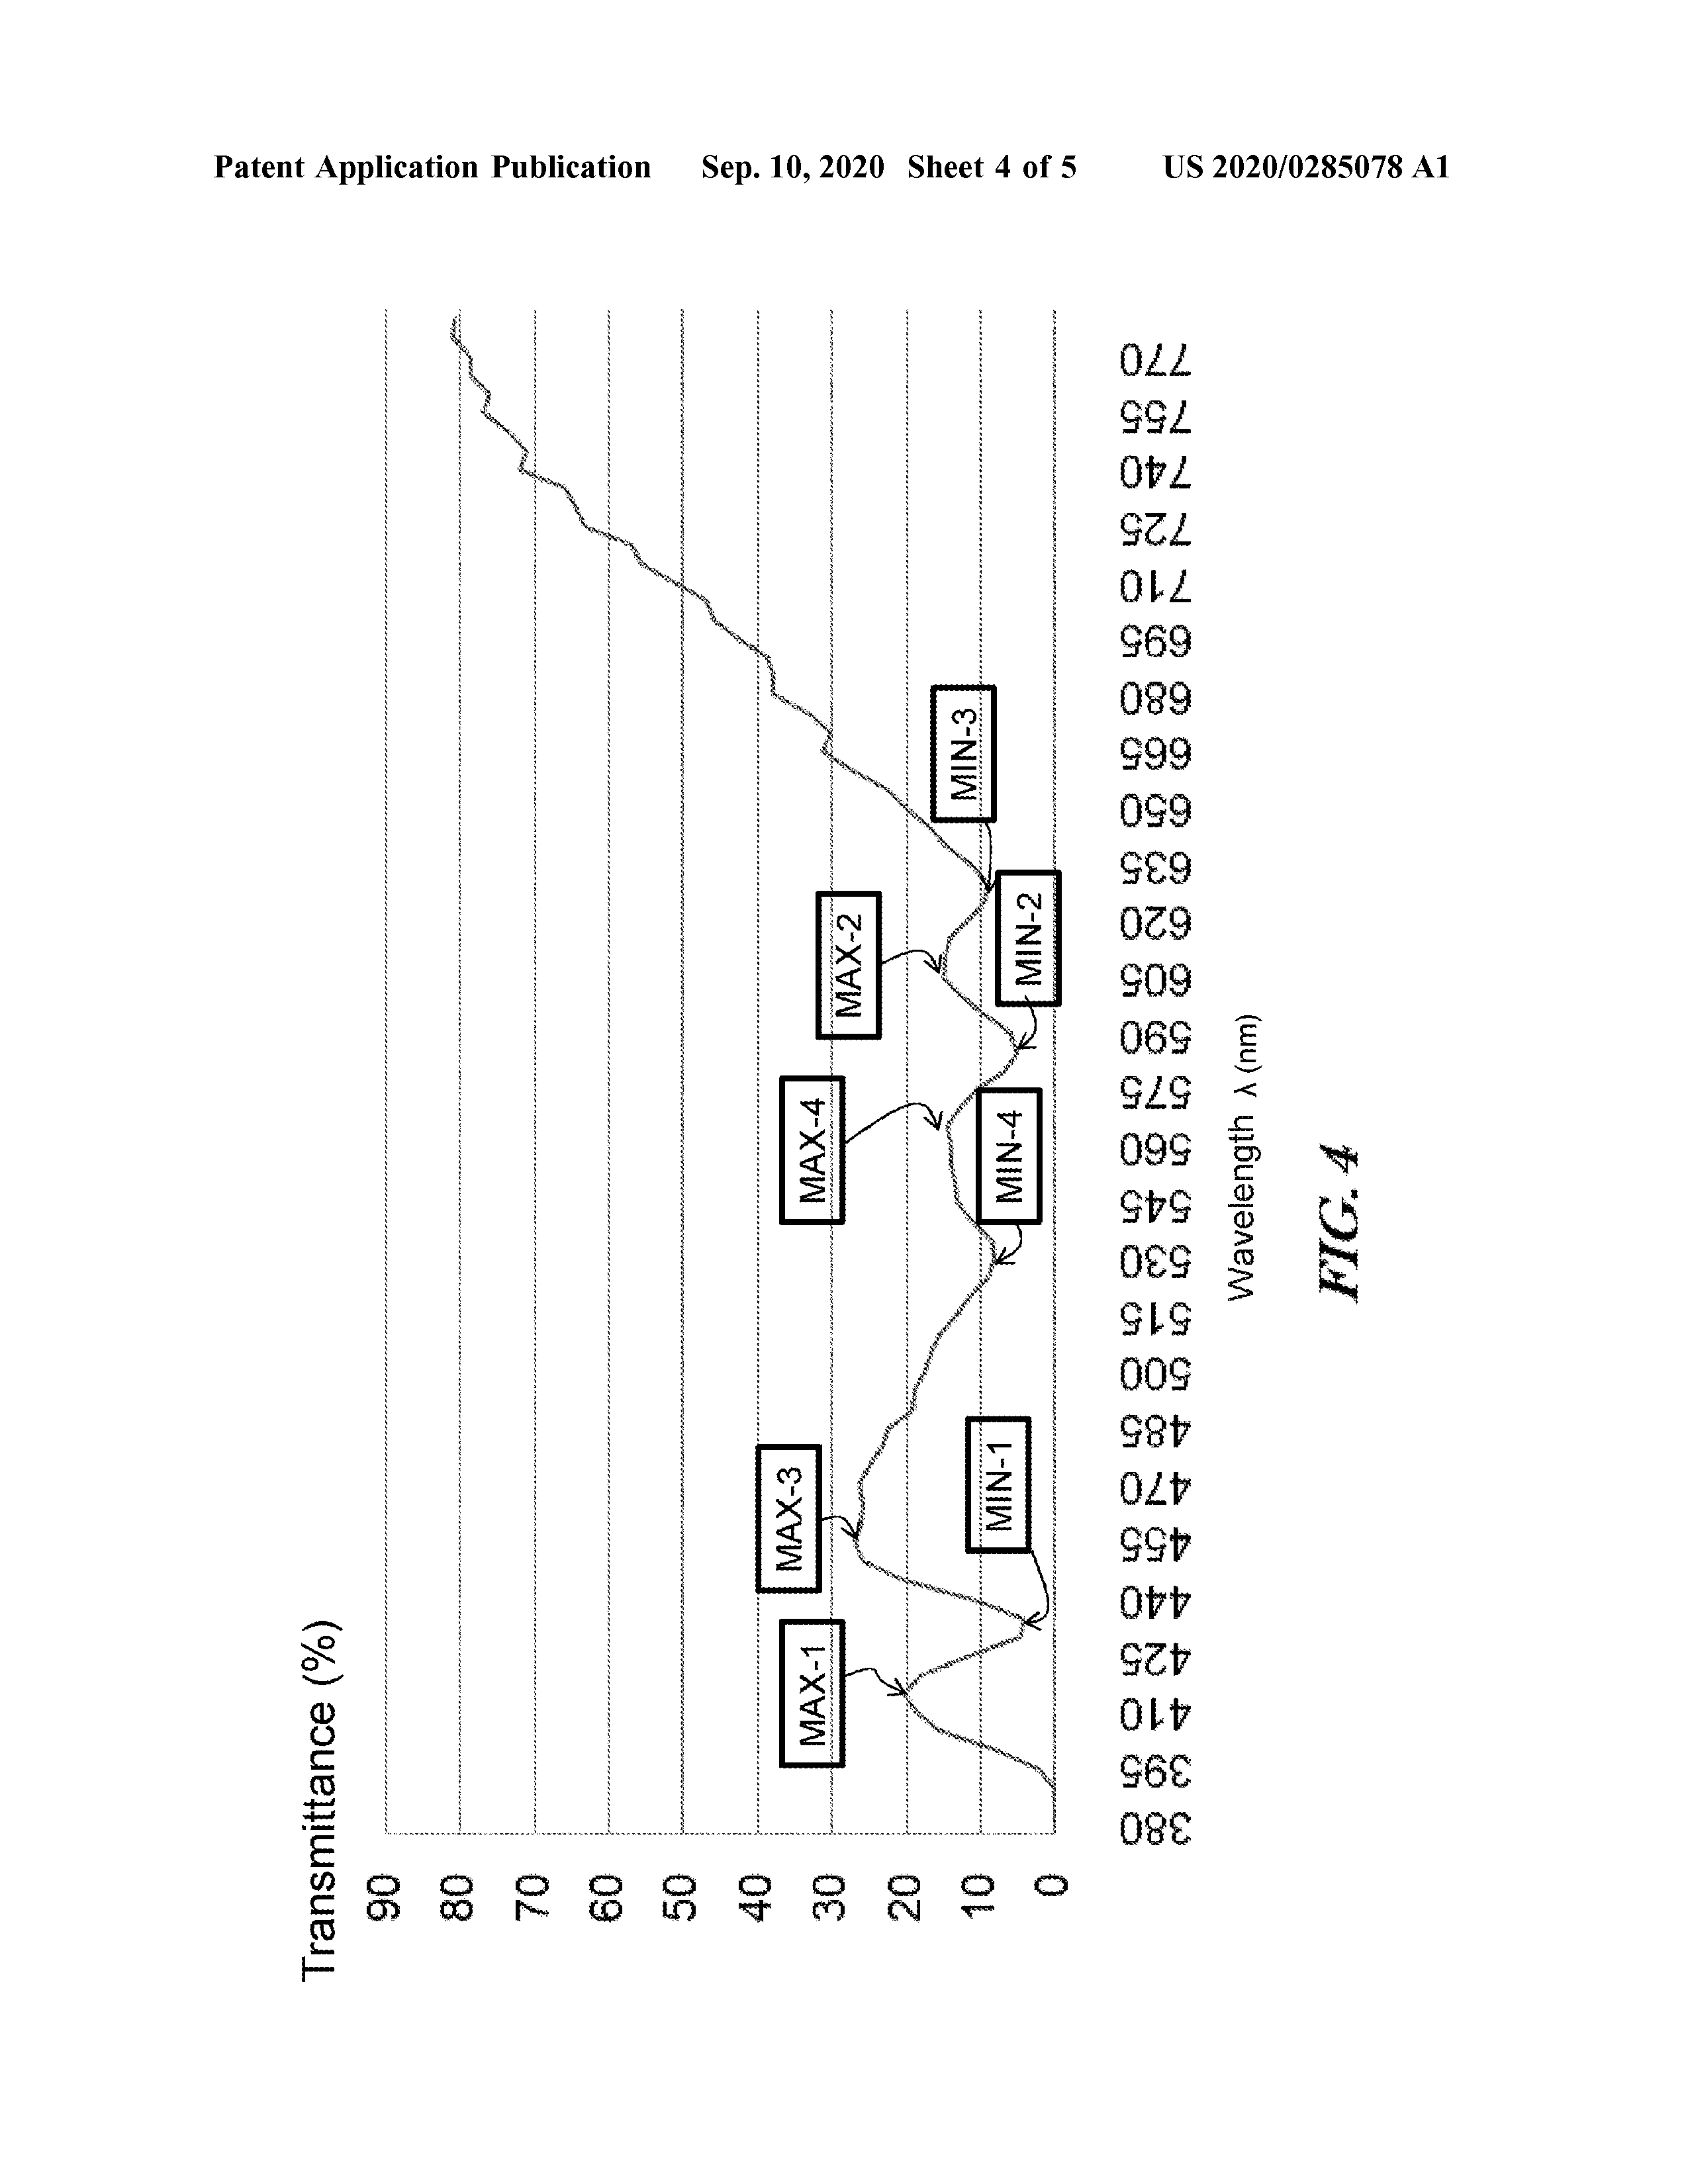 Patent Application Publication Sep. 10, 2020 Sheet 4 of 5 US 2020/0285078 A1
Transmittance (%)
90
80
70
60
50
40
30
20
10
0
MAX-1
MAX-3
MAX-4
MAX-2
MIN-1
MIN-4
MIN-2
MIN-3
380 395 410 425 440 455 470 485 500 515 530 545 560 575 590 605 620 635 650 665 680 695 710 725 740 755 770
Wavelength λ (nm)
FIG. 4